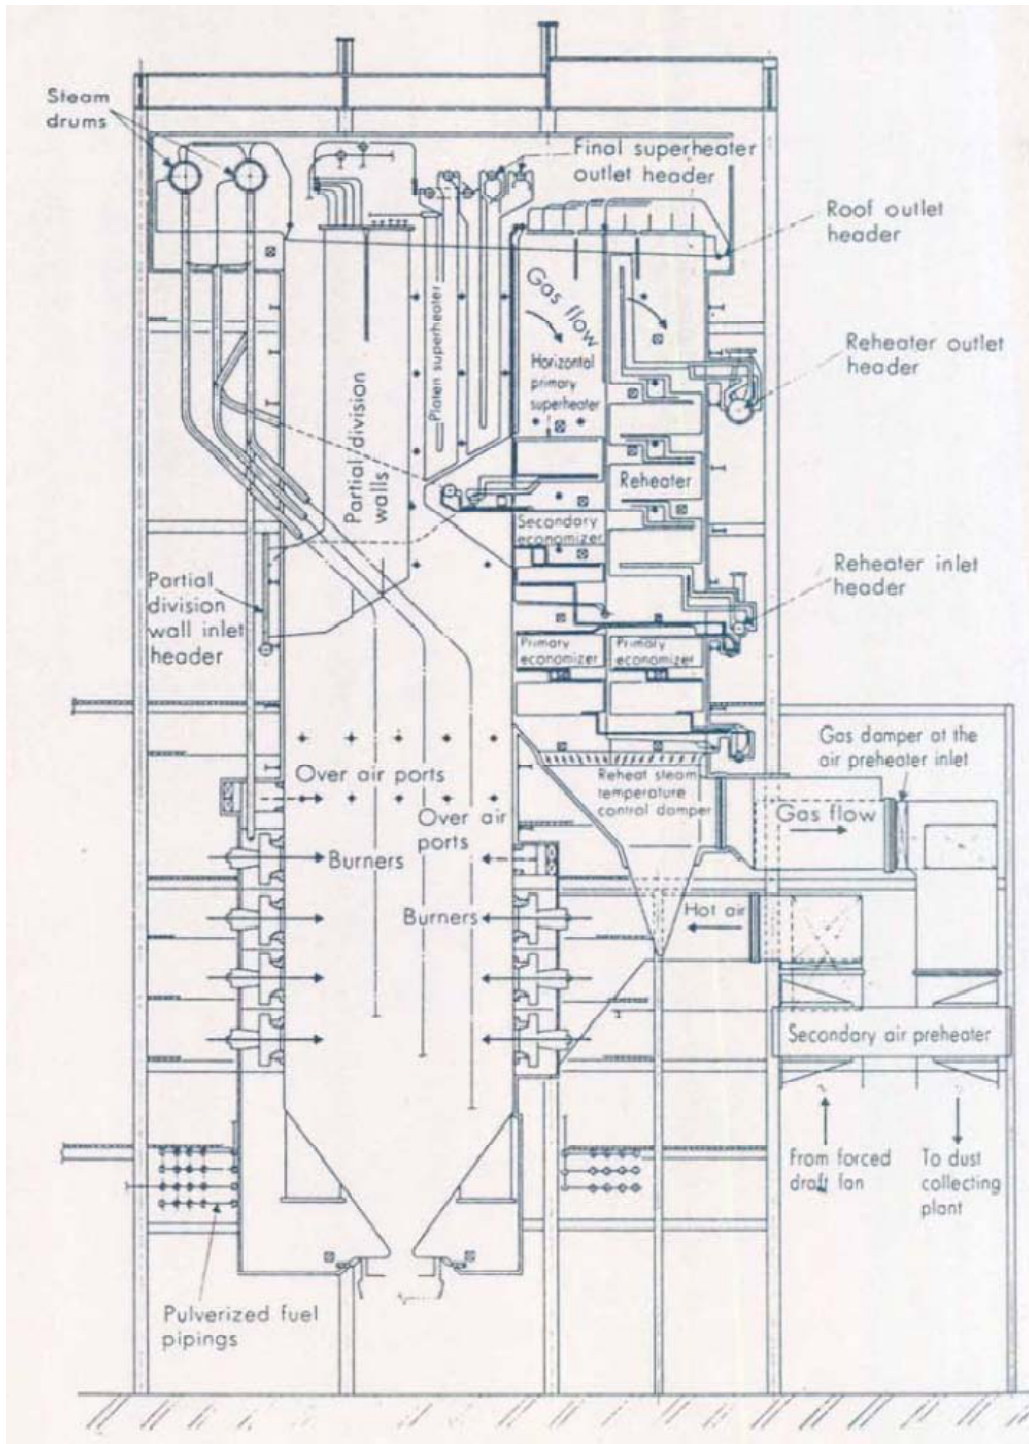 Steam
drums
Final superheater
outlet header
Roof outlet
header
Gas flow
Platen superheater
Horizontal
primary
superheater
Reheater outlet
header
Partial division
walls
Reheater
Secondary
economizer
Reheater inlet
header
Partial
division
wall inlet
header
Primary
economizer
Primary
economizer
Gas damper at the
air preheater inlet
Over air ports
Reheat steam
temperature
control damper
Gas flow
Over air
ports
Burners
Burners
Hot air
Secondary air preheater
From forced
draft fan
To dust
collecting
plant
Pulverized fuel
pipings